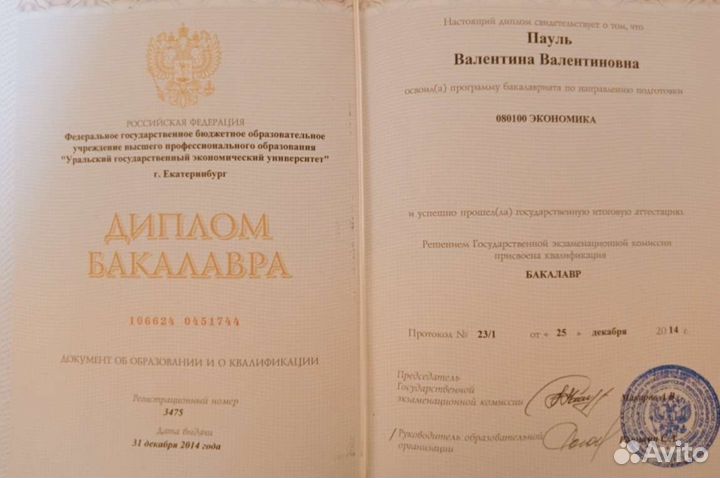 РОССИЙСКАЯ ФЕДЕРАЦИЯ
Федеральное государственное бюджетное образовательное
учреждение высшего профессионального образования
"Уральский государственный экономический университет"
г. Екатеринбург
ДИПЛОМ
БАКАЛАВРА
106624 0451744
ДОКУМЕНТ ОБ ОБРАЗОВАНИИ И О КВАЛИФИКАЦИИ
Регистрационный номер
3475
Дата выдачи
31 декабря 2014 года
Настоящий диплом свидетельствует о том, что
Пауль
Валентина Валентиновна
освоил(а) программу бакалавриата по направлению подготовки
080100 ЭКОНОМИКА
и успешно прошел(ла) государственную итоговую аттестацию
Решением Государственной экзаменационной комиссии
присвоена квалификация
БАКАЛАВР
Протокол № 23/1 от « 25 » декабря 2014 г.
Председатель
Государственной
экзаменационной комиссии
Руководитель образовательной
организации
Avito